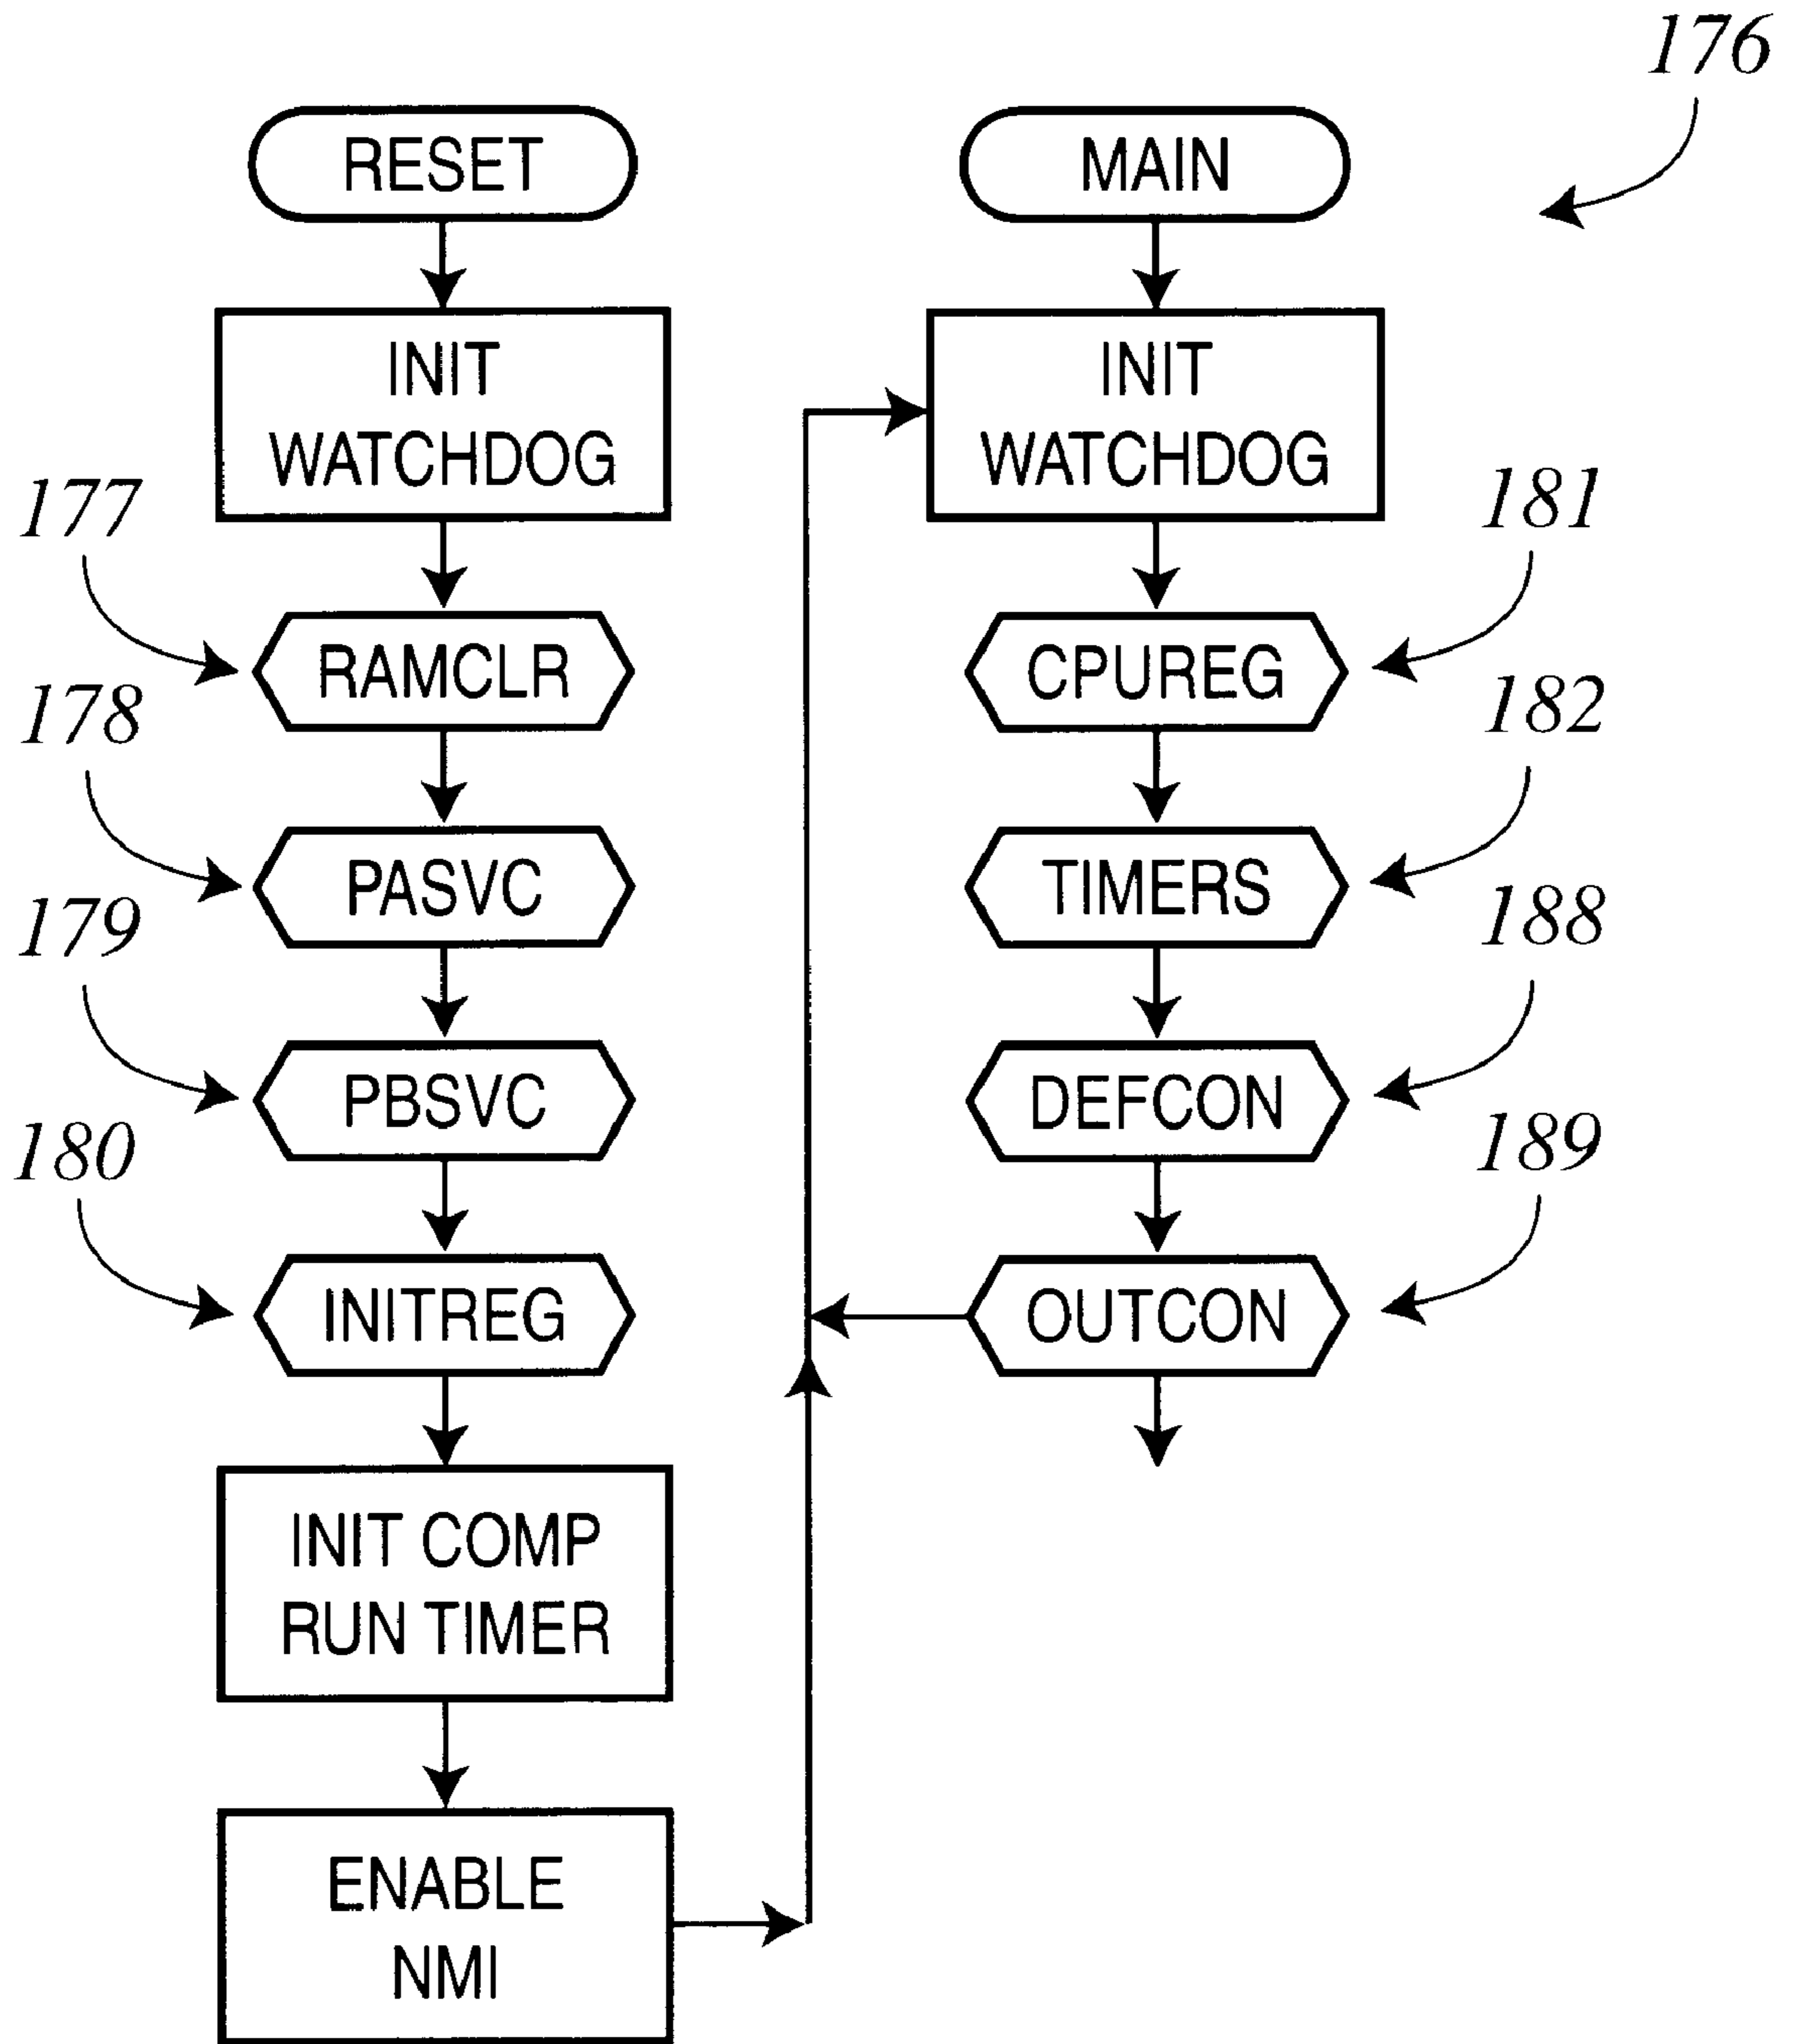 176
RESET
INIT
WATCHDOG
177
RAMCLR
178
PASVC
179
PBSVC
180
INITREG
INIT COMP
RUN TIMER
ENABLE
NMI
MAIN
INIT
WATCHDOG
181
CPUREG
182
TIMERS
188
DEFCON
189
OUTCON